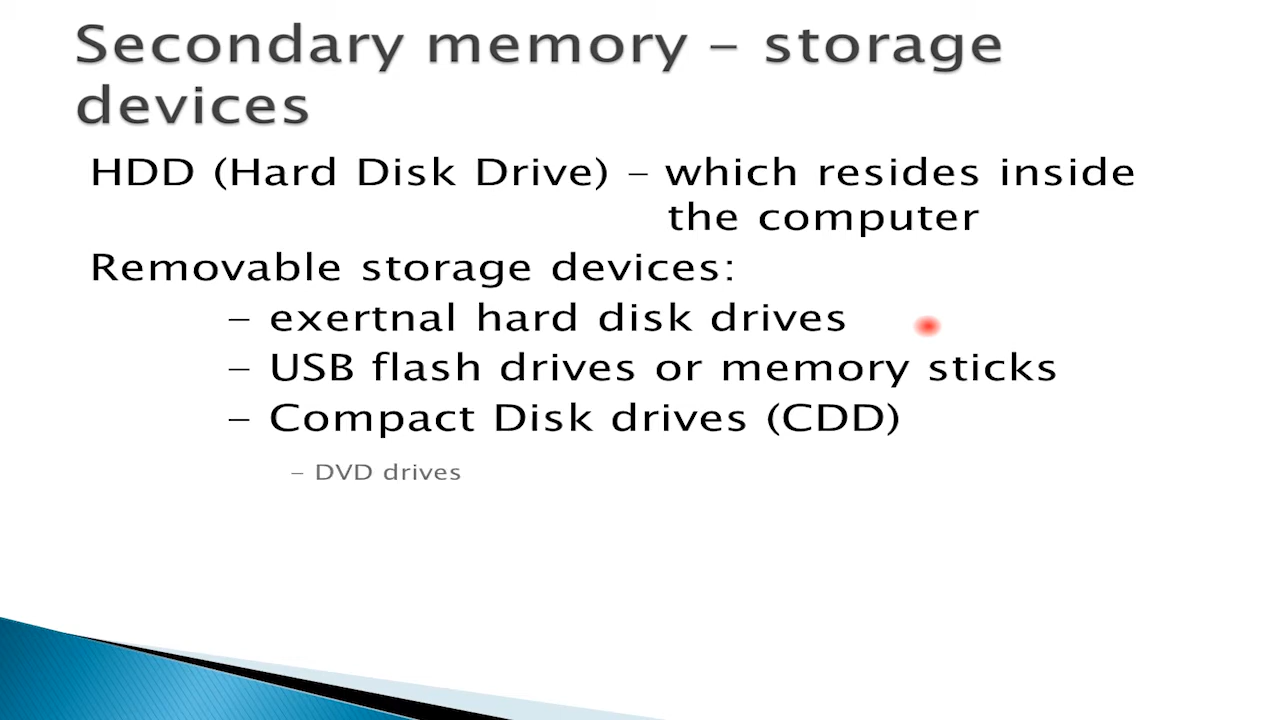 Secondary memory – storage
devices
HDD (Hard Disk Drive) – which resides inside
the computer
Removable storage devices:
– exertnal hard disk drives
– USB flash drives or memory sticks
– Compact Disk drives (CDD)
– DVD drives